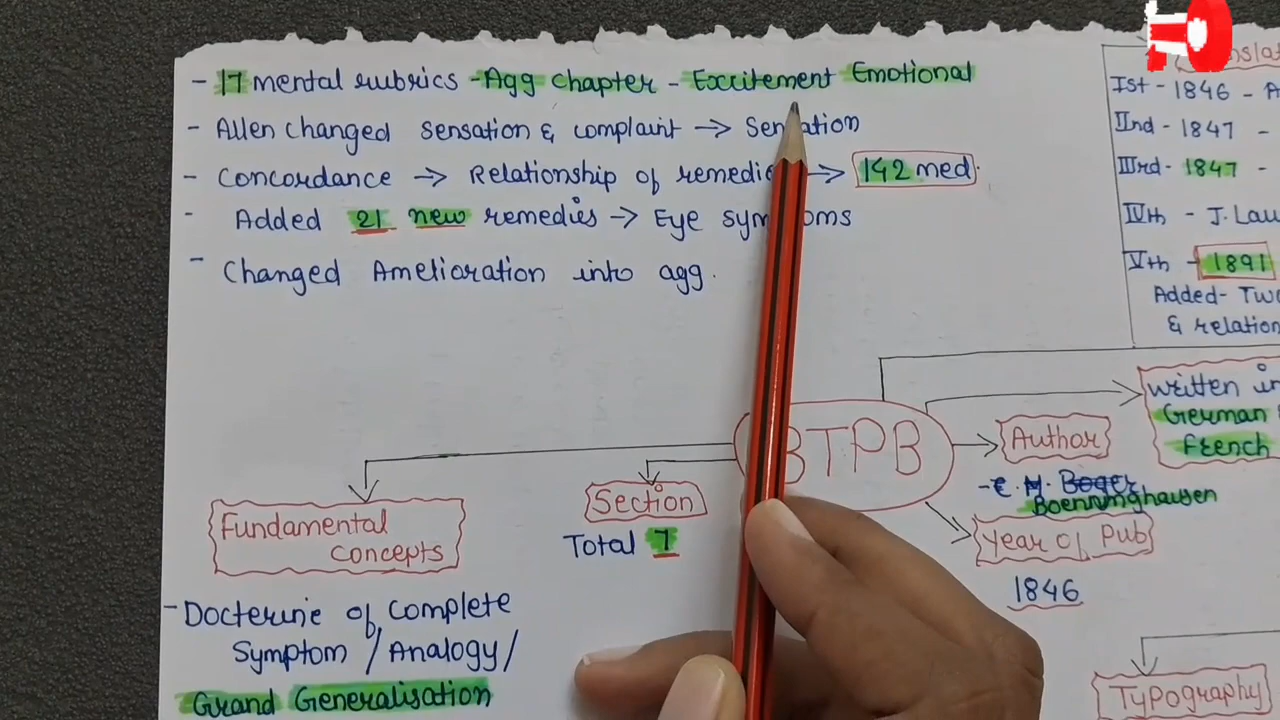 - 17 mental rubrics - Agg Chapter - Excitement Emotional
- Allen changed sensation & complaint → Sensation
- Concordance → Relationship of remedies → 142 med.
- Added 21 new remedies → Eye symptoms
- Changed Amelioration into agg.
Ist - 1846 - A
IInd - 1847 -
IIIrd - 1847 -
IVth - J. Lau
Vth - 1891
Added - Two
& relation
BTPB
Written in
German
French
Author
- C. M. Boger
Boenninghausen
Year of Pub
1846
Section
Total 7
Fundamental
Concepts
- Docterine of Complete
Symptom / Analogy /
Grand Generalisation
Typography